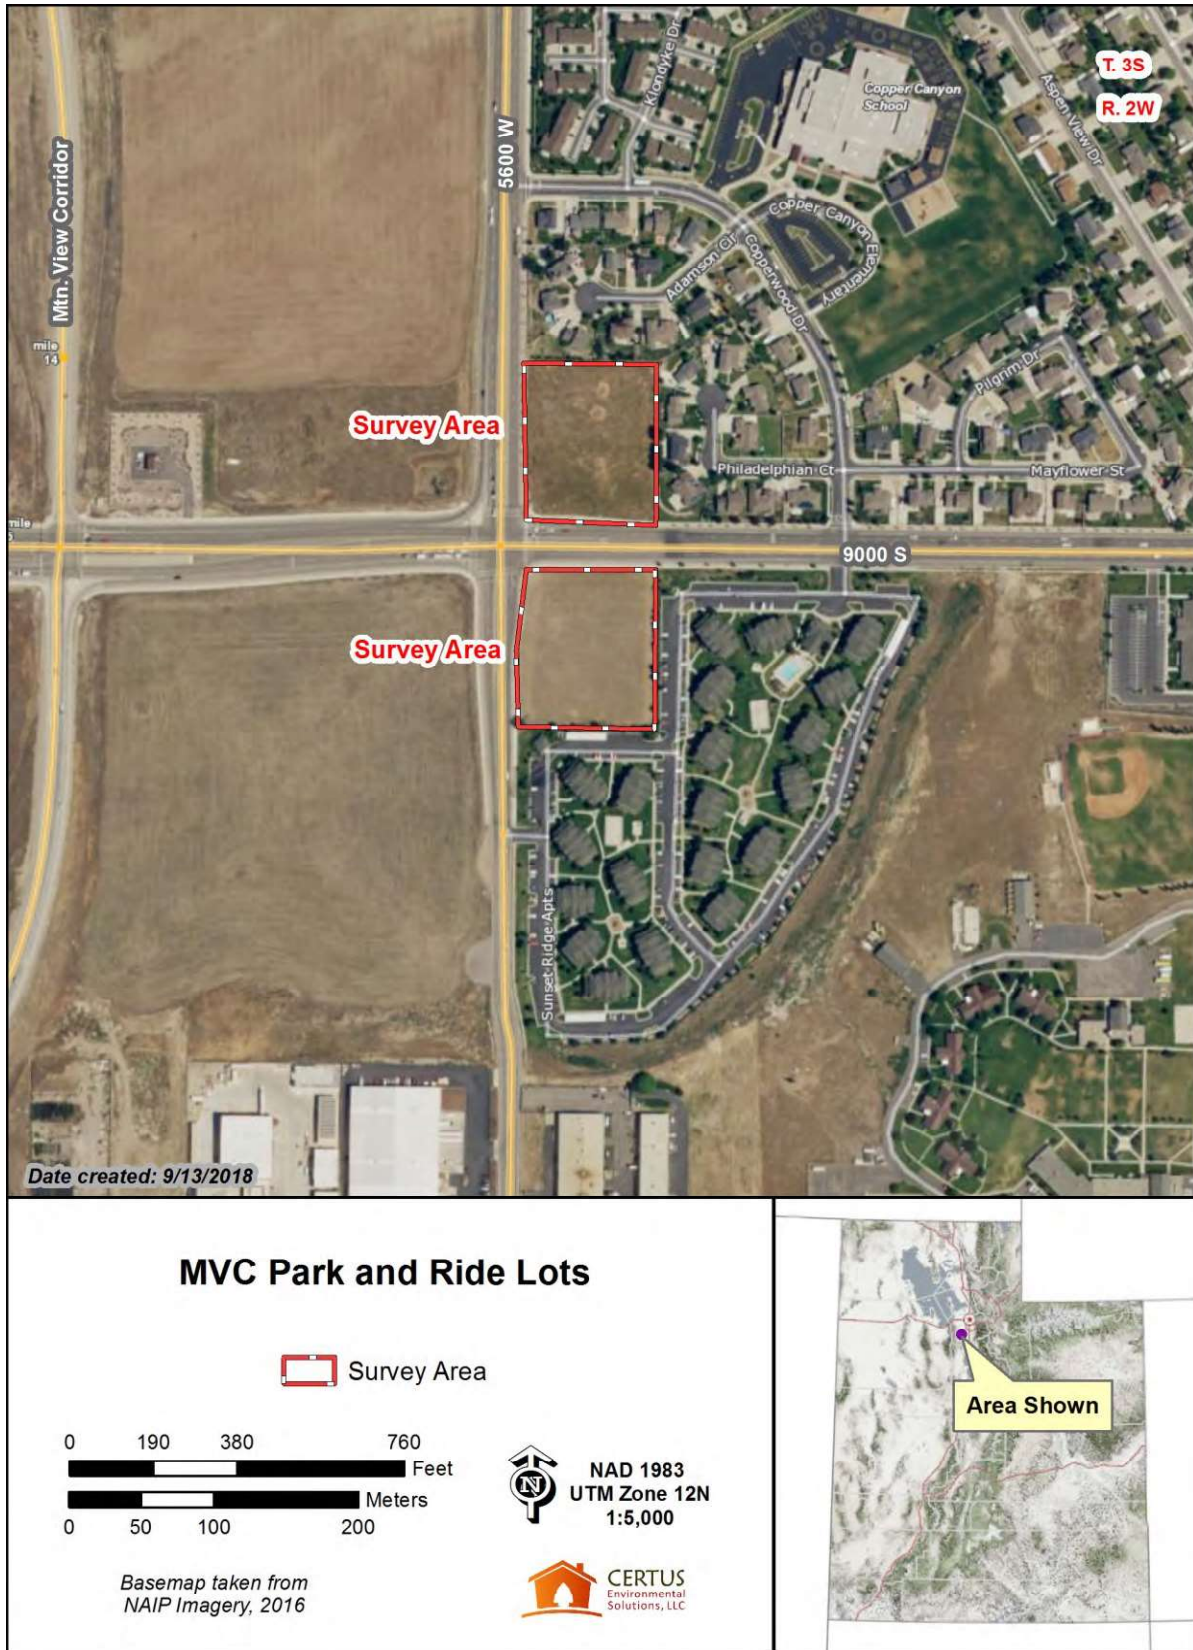 T. 3S
R. 2W
Klondyke Dr
Copper Canyon
School
Aspen View Dr
5600 W
Mtn. View Corridor
Copper Canyon Elementary
Adamson Cir
Copperwood Dr
mile
14
Pilgrim Dr
Survey Area
Philadelphian Ct
Mayflower St
mile
9000 S
Survey Area
Sunset Ridge Apts
Date created: 9/13/2018
MVC Park and Ride Lots
Survey Area
0 190 380 760
Feet
Meters
0 50 100 200
N
NAD 1983
UTM Zone 12N
1:5,000
Basemap taken from
NAIP Imagery, 2016
CERTUS
Environmental
Solutions, LLC
Area Shown